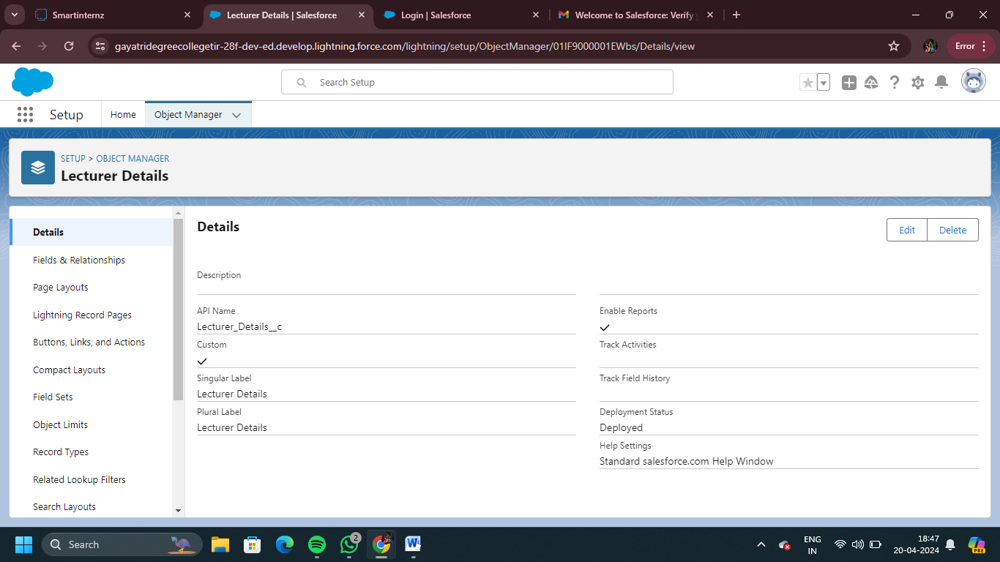 Smartinternz
Lecturer Details | Salesforce
Login | Salesforce
Welcome to Salesforce: Verify
gayatridegreecollegetir-28f-dev-ed.develop.lightning.force.com/lightning/setup/ObjectManager/01IF9000001EWbs/Details/view
Error
Search Setup
Setup
Home
Object Manager
SETUP > OBJECT MANAGER
Lecturer Details
Details
Fields & Relationships
Page Layouts
Lightning Record Pages
Buttons, Links, and Actions
Compact Layouts
Field Sets
Object Limits
Record Types
Related Lookup Filters
Search Layouts
Details
Edit
Delete
Description
API Name
Lecturer_Details__c
Custom
Singular Label
Lecturer Details
Plural Label
Lecturer Details
Enable Reports
Track Activities
Track Field History
Deployment Status
Deployed
Help Settings
Standard salesforce.com Help Window
Search
2
W
ENG
IN
18:47
20-04-2024
PRE